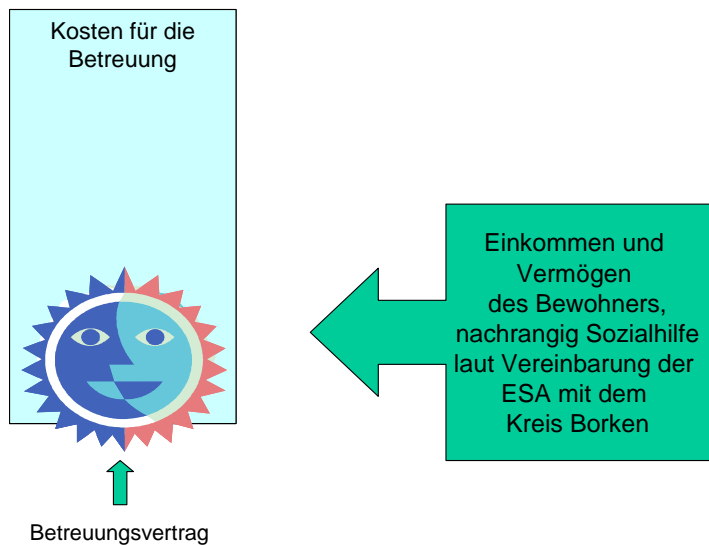 Kosten für die
Betreuung
Einkommen und
Vermögen
des Bewohners,
nachrangig Sozialhilfe
laut Vereinbarung der
ESA mit dem
Kreis Borken
Betreuungsvertrag